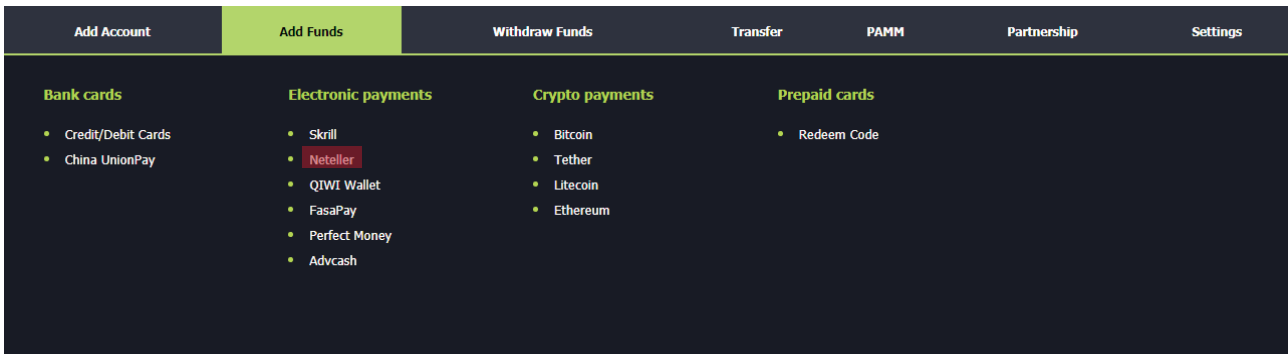 Add Account Add Funds Withdraw Funds Transfer PAMM Partnership Settings
Bank cards
Credit/Debit Cards
China UnionPay
Electronic payments
Skrill
Neteller
QIWI Wallet
FasaPay
Perfect Money
Advcash
Crypto payments
Bitcoin
Tether
Litecoin
Ethereum
Prepaid cards
Redeem Code